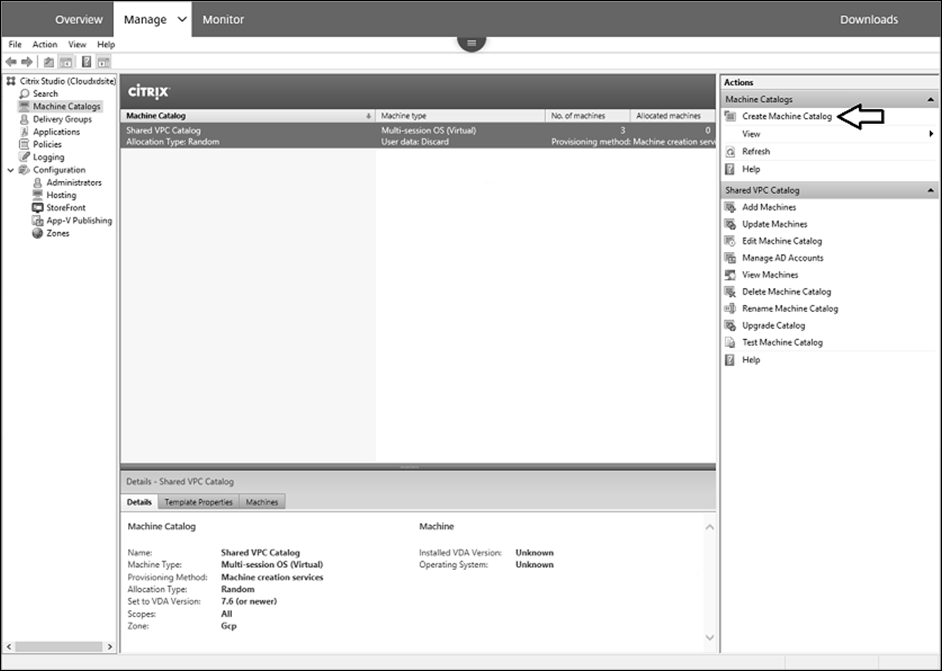 Overview Manage Monitor Downloads
File Action View Help
Citrix Studio (Cloudxdsite)
Search
Machine Catalogs
Delivery Groups
Applications
Policies
Logging
Configuration
Administrators
Hosting
StoreFront
App-V Publishing
Zones
CITRIX
Machine Catalog Machine type No. of machines Allocated machines
Shared VPC Catalog Multi-session OS (Virtual) 3 0
Allocation Type: Random User data: Discard Provisioning method: Machine creation servi
Details - Shared VPC Catalog
Details Template Properties Machines
Machine Catalog Machine
Name: Shared VPC Catalog Installed VDA Version: Unknown
Machine Type: Multi-session OS (Virtual) Operating System: Unknown
Provisioning Method: Machine creation services
Allocation Type: Random
Set to VDA Version: 7.6 (or newer)
Scopes: All
Zone: Gcp
Actions
Machine Catalogs
Create Machine Catalog
View
Refresh
Help
Shared VPC Catalog
Add Machines
Update Machines
Edit Machine Catalog
Manage AD Accounts
View Machines
Delete Machine Catalog
Rename Machine Catalog
Upgrade Catalog
Test Machine Catalog
Help